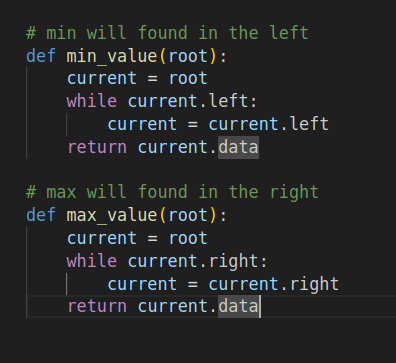 # min will found in the left
def min_value(root):
    current = root
    while current.left:
        current = current.left
    return current.data
# max will found in the right
def max_value(root):
    current = root
    while current.right:
        current = current.right
    return current.data